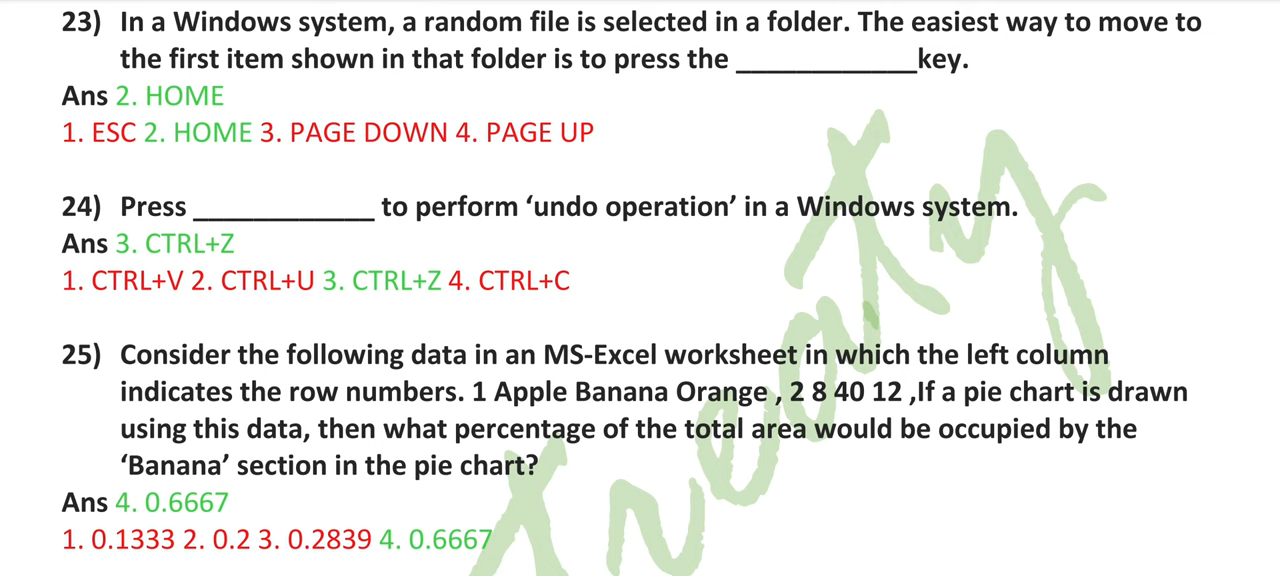 23) In a Windows system, a random file is selected in a folder. The easiest way to move to
the first item shown in that folder is to press the ____________key.
Ans 2. HOME
1. ESC 2. HOME 3. PAGE DOWN 4. PAGE UP
24) Press ____________ to perform ‘undo operation’ in a Windows system.
Ans 3. CTRL+Z
1. CTRL+V 2. CTRL+U 3. CTRL+Z 4. CTRL+C
25) Consider the following data in an MS-Excel worksheet in which the left column
indicates the row numbers. 1 Apple Banana Orange , 2 8 40 12 ,If a pie chart is drawn
using this data, then what percentage of the total area would be occupied by the
‘Banana’ section in the pie chart?
Ans 4. 0.6667
1. 0.1333 2. 0.2 3. 0.2839 4. 0.6667